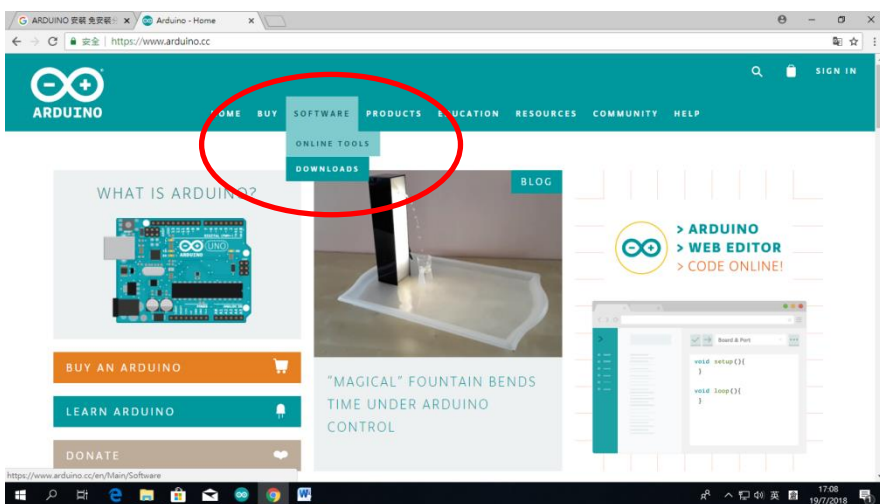 ARDUINO 安裝 免安裝
Arduino - Home
安全 | https://www.arduino.cc
SIGN IN
ARDUINO
HOME BUY SOFTWARE PRODUCTS EDUCATION RESOURCES COMMUNITY HELP
ONLINE TOOLS
DOWNLOADS
WHAT IS ARDUINO?
UNO
ARDUINO
BUY AN ARDUINO
LEARN ARDUINO
DONATE
BLOG
"MAGICAL" FOUNTAIN BENDS
TIME UNDER ARDUINO
CONTROL
> ARDUINO
> WEB EDITOR
> CODE ONLINE!
Board & Port
void setup(){
}
void loop(){
}
https://www.arduino.cc/en/Main/Software
英
17:08
19/7/2018